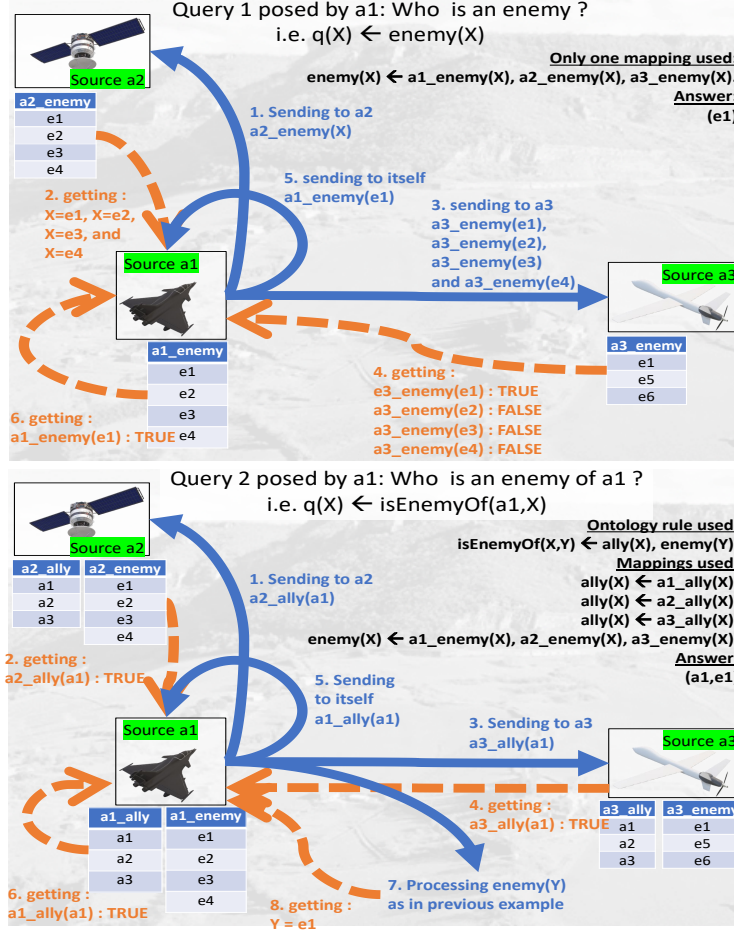 Query 1 posed by a1: Who is an enemy ?
i.e. q(X) ← enemy(X)
Only one mapping used:
enemy(X) ← a1_enemy(X), a2_enemy(X), a3_enemy(X).
Answer:
(e1)
Source a2
a2_enemy
e1
e2
e3
e4
1. Sending to a2
a2_enemy(X)
2. getting :
X=e1, X=e2,
X=e3, and
X=e4
5. sending to itself
a1_enemy(e1)
3. sending to a3
a3_enemy(e1),
a3_enemy(e2),
a3_enemy(e3)
and a3_enemy(e4)
Source a1
Source a3
a1_enemy
e1
e2
e3
e4
a3_enemy
e1
e5
e6
4. getting :
e3_enemy(e1) : TRUE
a3_enemy(e2) : FALSE
a3_enemy(e3) : FALSE
a3_enemy(e4) : FALSE
6. getting :
a1_enemy(e1) : TRUE
Query 2 posed by a1: Who is an enemy of a1 ?
i.e. q(X) ← isEnemyOf(a1,X)
Ontology rule used
isEnemyOf(X,Y) ← ally(X), enemy(Y)
Mappings used
ally(X) ← a1_ally(X)
ally(X) ← a2_ally(X)
ally(X) ← a3_ally(X)
enemy(X) ← a1_enemy(X), a2_enemy(X), a3_enemy(X)
Answer
(a1,e1
Source a2
a2_ally a2_enemy
a1 e1
a2 e2
a3 e3
e4
1. Sending to a2
a2_ally(a1)
2. getting :
a2_ally(a1) : TRUE
5. Sending
to itself
a1_ally(a1)
3. Sending to a3
a3_ally(a1)
Source a1
Source a3
4. getting :
a3_ally(a1) : TRUE
a3_ally a3_enemy
a1 e1
a2 e5
a3 e6
a1_ally a1_enemy
a1 e1
a2 e2
a3 e3
e4
6. getting :
a1_ally(a1) : TRUE
7. Processing enemy(Y)
as in previous example
8. getting :
Y = e1